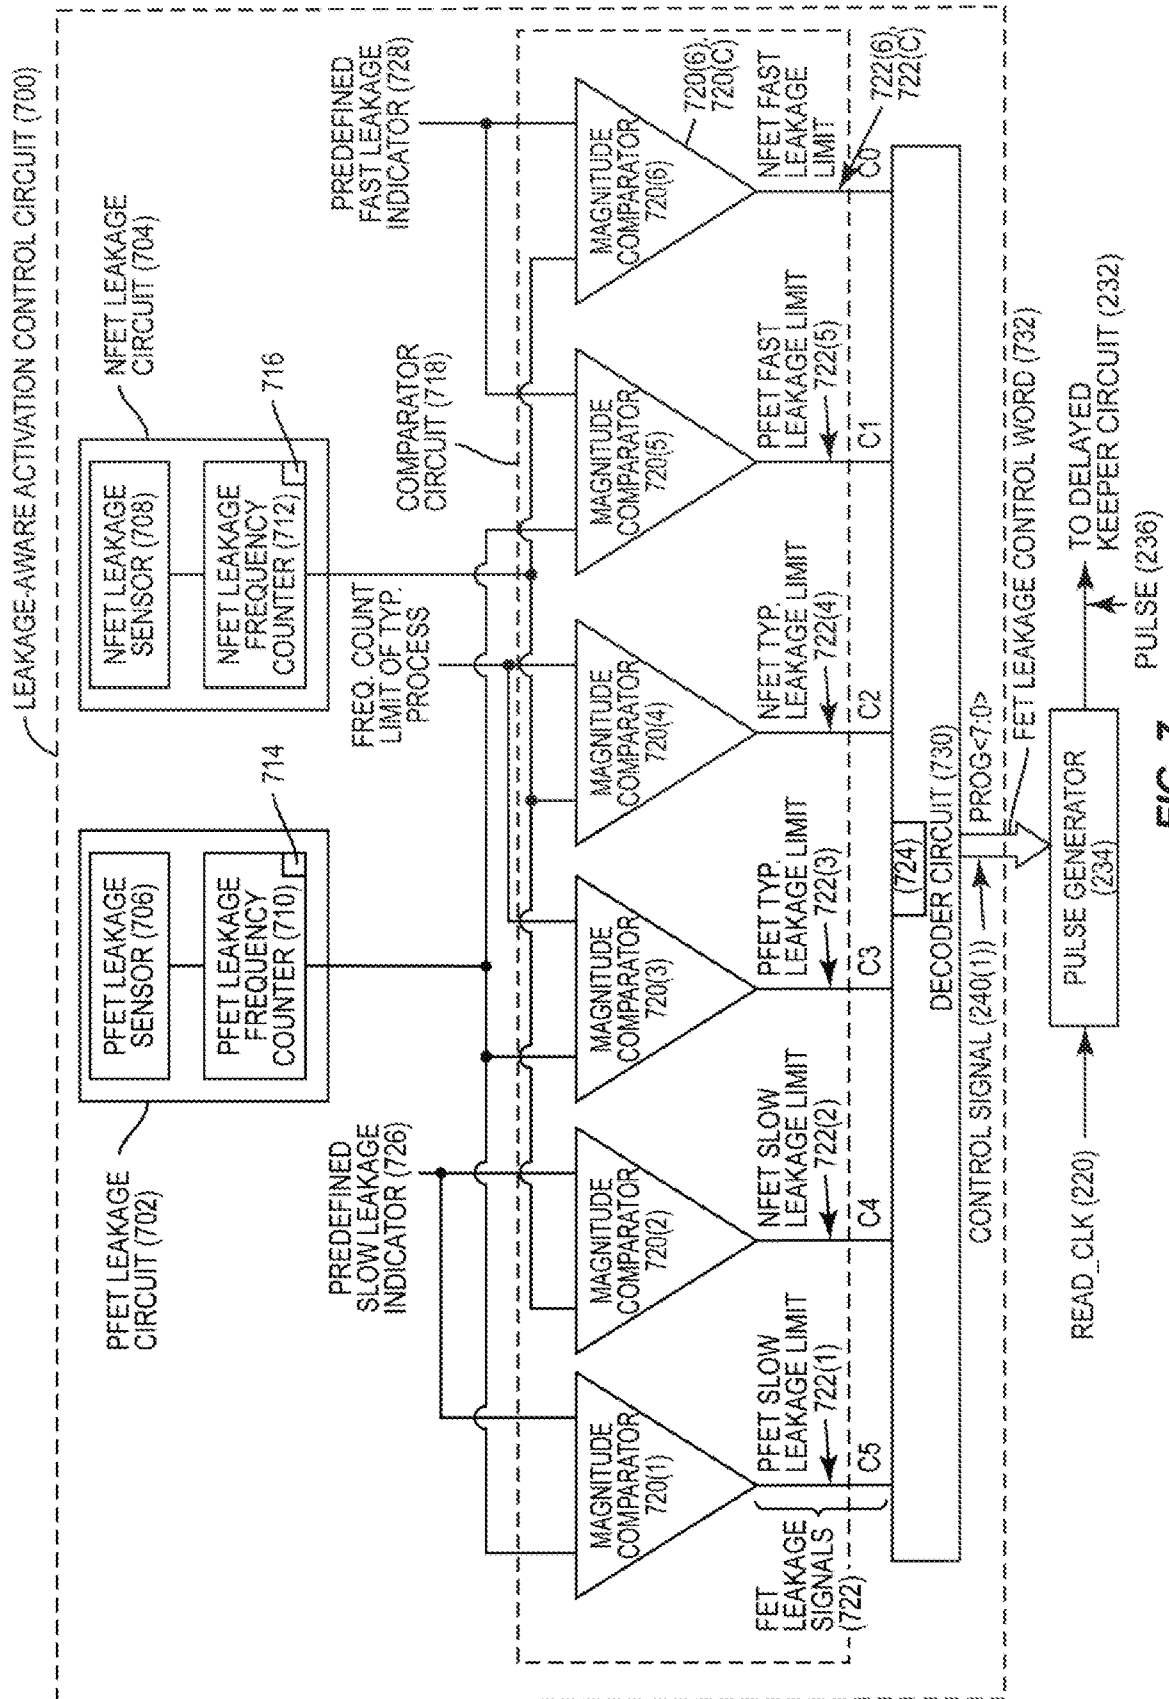 LEAKAGE-AWARE ACTIVATION CONTROL CIRCUIT (700)
PFET LEAKAGE
CIRCUIT (702)
PFET LEAKAGE
SENSOR (706)
PFET LEAKAGE
FREQUENCY
COUNTER (710)
714
NFET LEAKAGE
CIRCUIT (704)
NFET LEAKAGE
SENSOR (708)
NFET LEAKAGE
FREQUENCY
COUNTER (712)
716
PREDEFINED
SLOW LEAKAGE
INDICATOR (726)
FREQ. COUNT
LIMIT OF TYP.
PROCESS
COMPARATOR
CIRCUIT (718)
PREDEFINED
FAST LEAKAGE
INDICATOR (728)
MAGNITUDE
COMPARATOR
720(1)
MAGNITUDE
COMPARATOR
720(2)
MAGNITUDE
COMPARATOR
720(3)
MAGNITUDE
COMPARATOR
720(4)
MAGNITUDE
COMPARATOR
720(5)
MAGNITUDE
COMPARATOR
720(6)
720(6),
720(C)
FET
LEAKAGE
SIGNALS
(722)
PFET SLOW
LEAKAGE LIMIT
722(1)
C5
NFET SLOW
LEAKAGE LIMIT
722(2)
C4
PFET TYP.
LEAKAGE LIMIT
722(3)
C3
NFET TYP.
LEAKAGE LIMIT
722(4)
C2
PFET FAST
LEAKAGE LIMIT
722(5)
C1
NFET FAST
LEAKAGE
LIMIT
C0
722(6),
722(C)
(724)
DECODER CIRCUIT (730)
CONTROL SIGNAL (240(1))
PROG<7:0>
FET LEAKAGE CONTROL WORD (732)
READ_CLK (220)
PULSE GENERATOR
(234)
TO DELAYED
KEEPER CIRCUIT (232)
PULSE (236)
FIG. 7